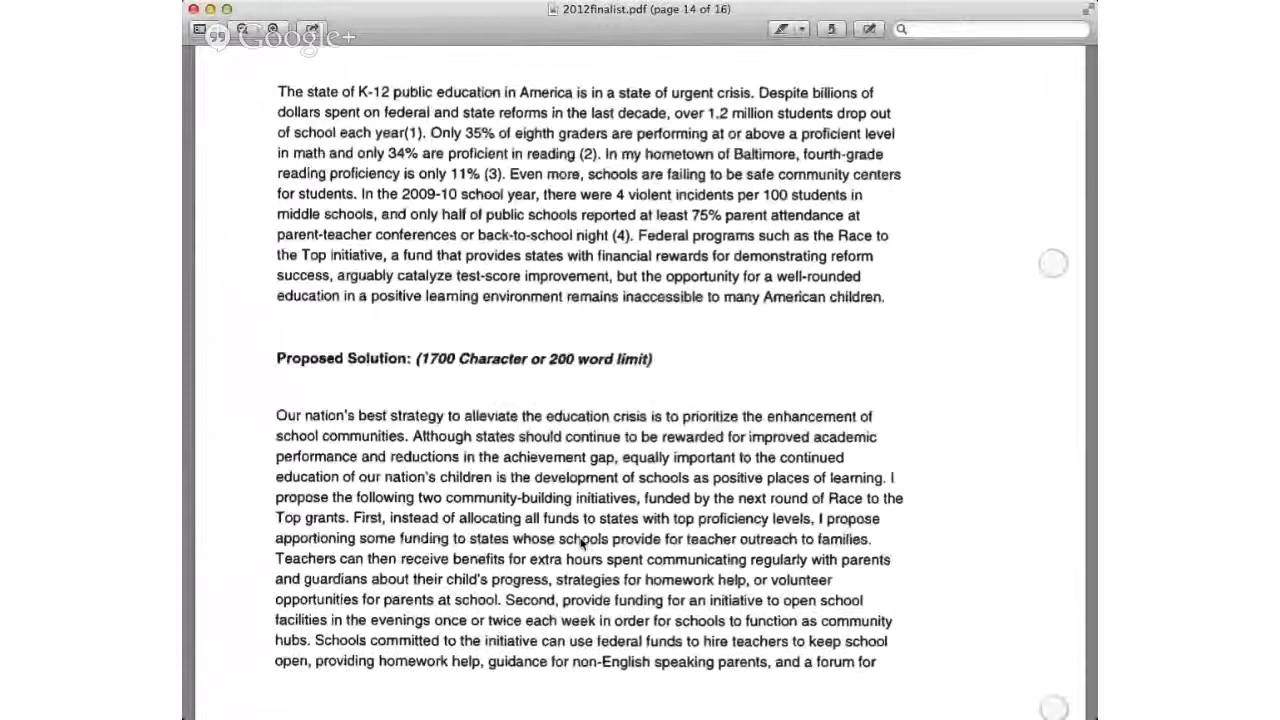 2012finalist.pdf (page 14 of 16)
Google+
The state of K-12 public education in America is in a state of urgent crisis. Despite billions of
dollars spent on federal and state reforms in the last decade, over 1.2 million students drop out
of school each year(1). Only 35% of eighth graders are performing at or above a proficient level
in math and only 34% are proficient in reading (2). In my hometown of Baltimore, fourth-grade
reading proficiency is only 11% (3). Even more, schools are failing to be safe community centers
for students. In the 2009-10 school year, there were 4 violent incidents per 100 students in
middle schools, and only half of public schools reported at least 75% parent attendance at
parent-teacher conferences or back-to-school night (4). Federal programs such as the Race to
the Top initiative, a fund that provides states with financial rewards for demonstrating reform
success, arguably catalyze test-score improvement, but the opportunity for a well-rounded
education in a positive learning environment remains inaccessible to many American children.
Proposed Solution: (1700 Character or 200 word limit)
Our nation's best strategy to alleviate the education crisis is to prioritize the enhancement of
school communities. Although states should continue to be rewarded for improved academic
performance and reductions in the achievement gap, equally important to the continued
education of our nation's children is the development of schools as positive places of learning. I
propose the following two community-building initiatives, funded by the next round of Race to the
Top grants. First, instead of allocating all funds to states with top proficiency levels, I propose
apportioning some funding to states whose schools provide for teacher outreach to families.
Teachers can then receive benefits for extra hours spent communicating regularly with parents
and guardians about their child's progress, strategies for homework help, or volunteer
opportunities for parents at school. Second, provide funding for an initiative to open school
facilities in the evenings once or twice each week in order for schools to function as community
hubs. Schools committed to the initiative can use federal funds to hire teachers to keep school
open, providing homework help, guidance for non-English speaking parents, and a forum for